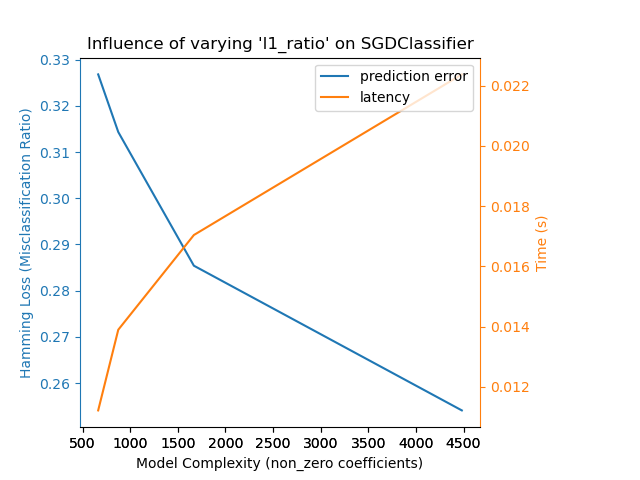 Influence of varying 'l1_ratio' on SGDClassifier
prediction error
latency
Hamming Loss (Misclassification Ratio)
0.33
0.32
0.31
0.30
0.29
0.28
0.27
0.26
0.022
0.020
0.018
0.016
0.014
0.012
Time (s)
500 1000 1500 2000 2500 3000 3500 4000 4500
Model Complexity (non_zero coefficients)